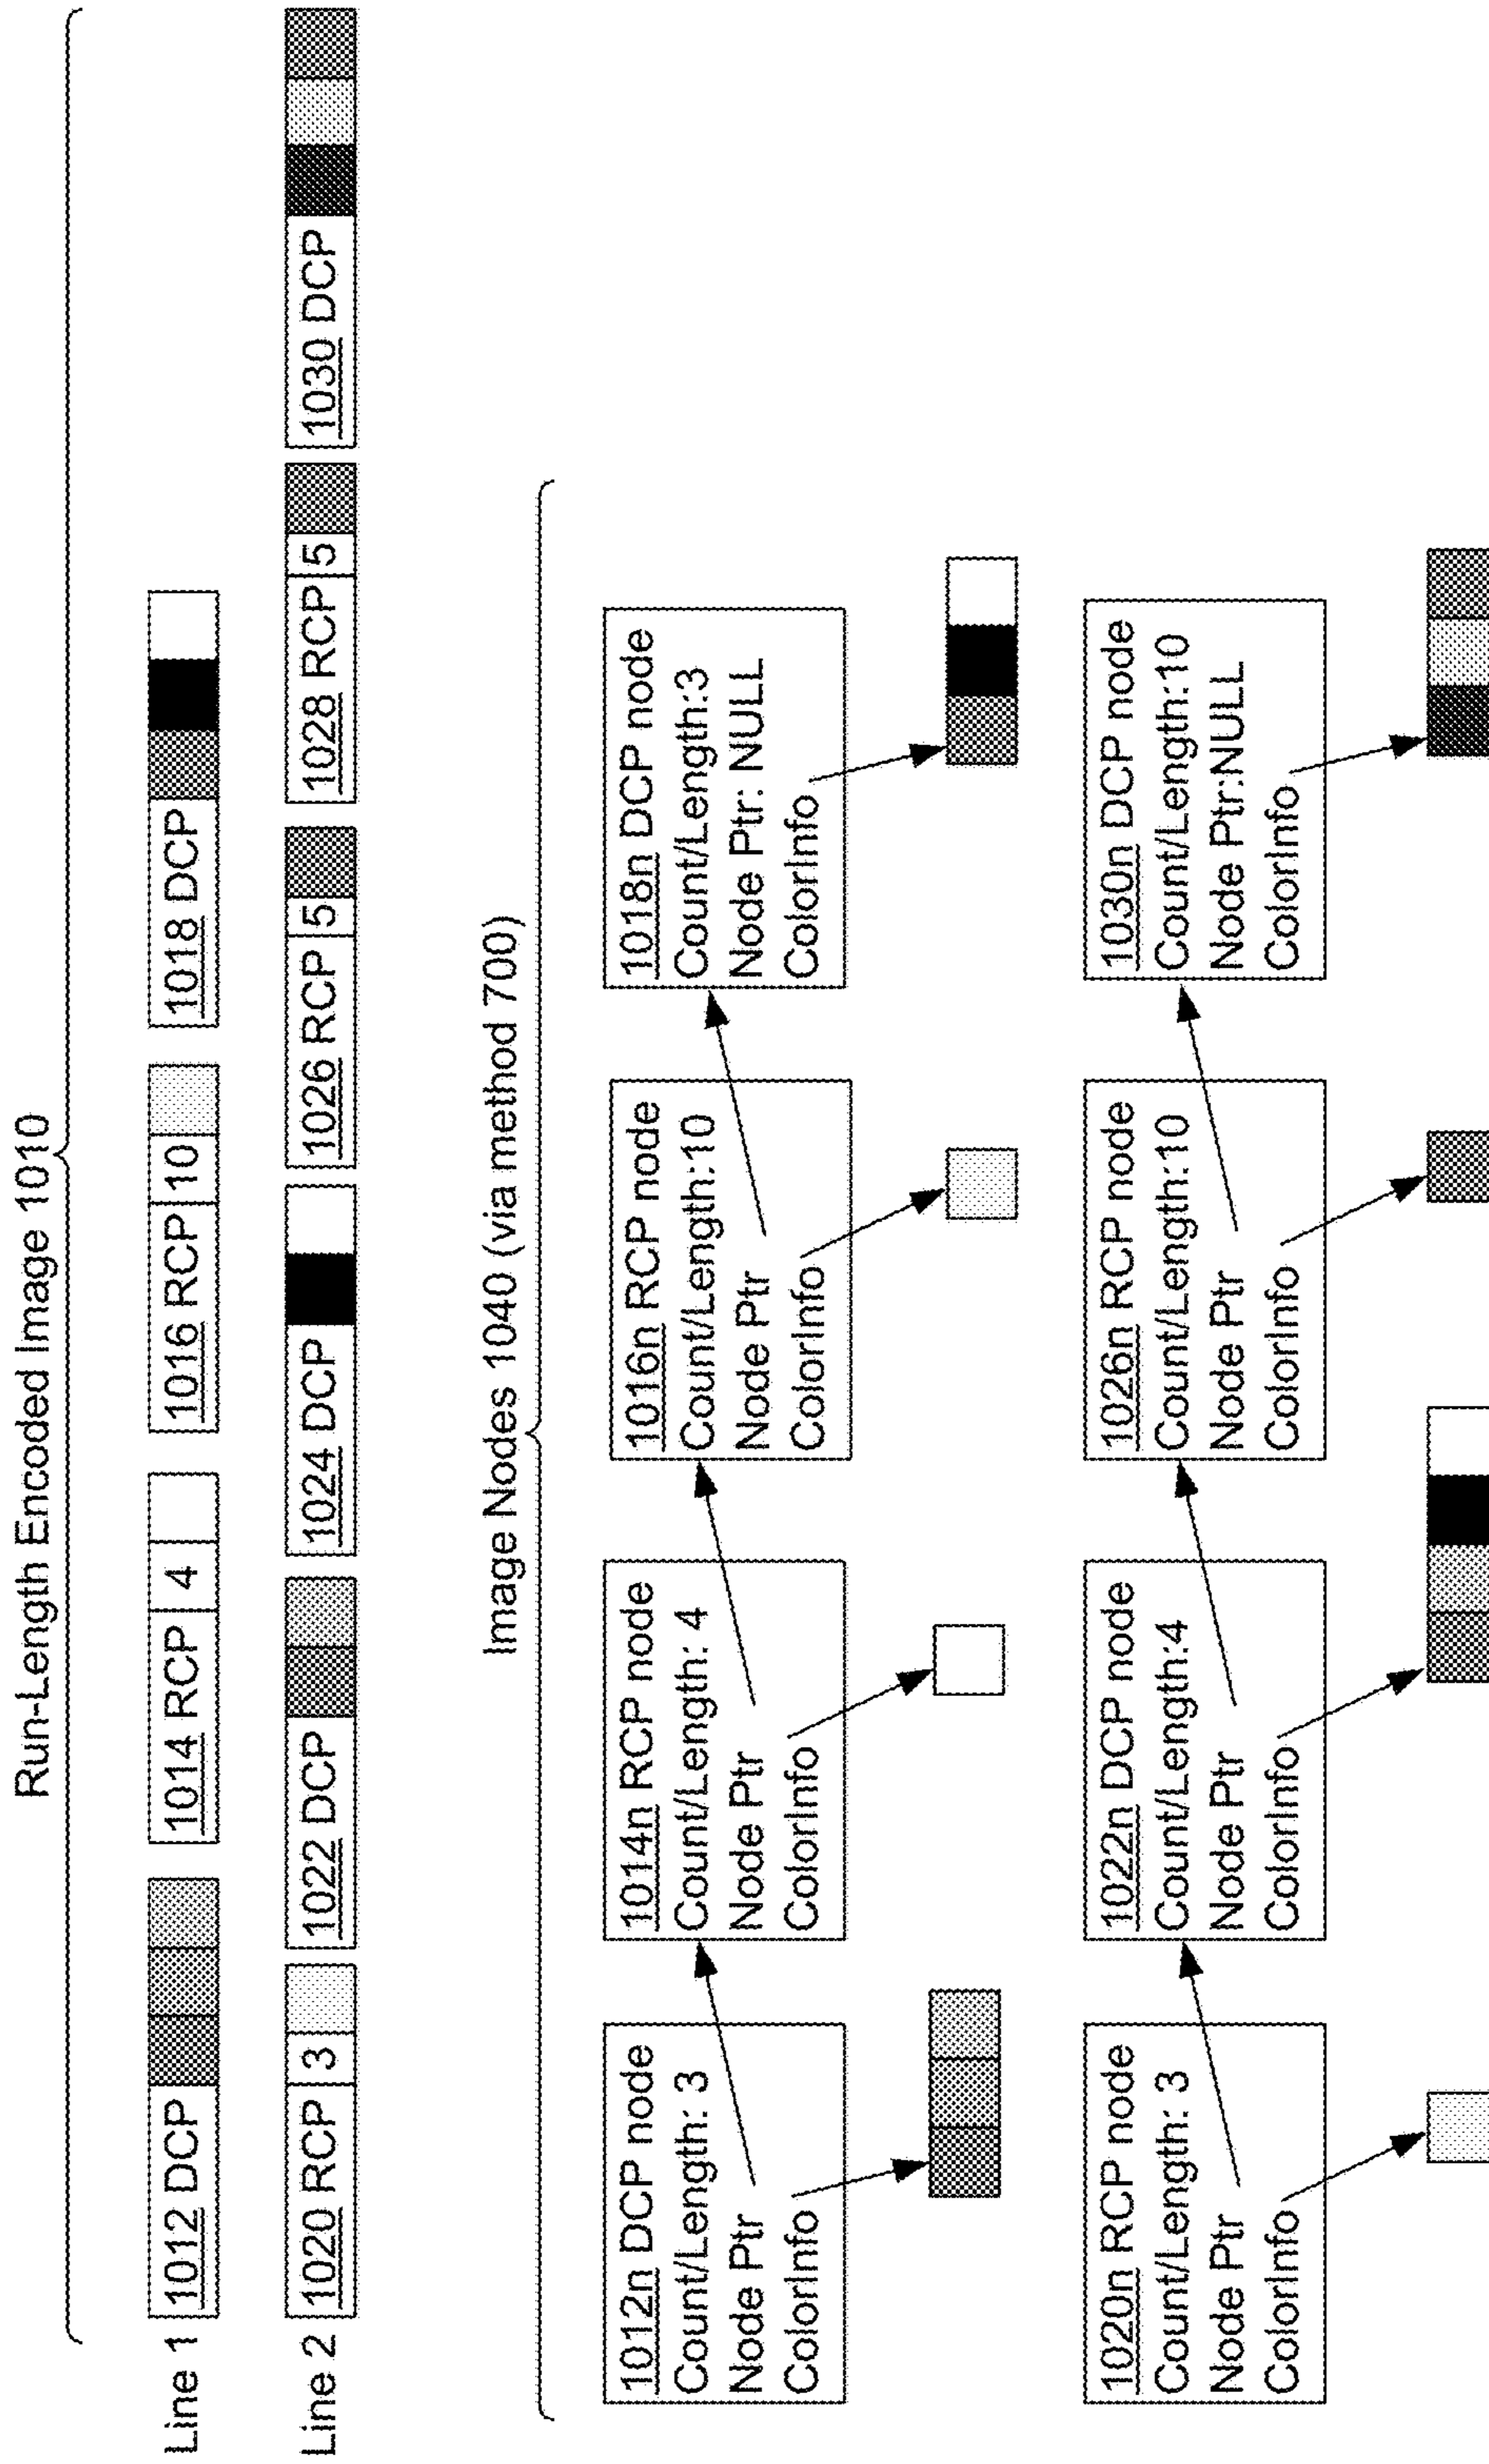 Run-Length Encoded Image 1010
Line 1 1012 DCP 1014 RCP 4 1016 RCP 10 1018 DCP
Line 2 1020 RCP 3 1022 DCP 1024 DCP 1026 RCP 5 1028 RCP 5 1030 DCP
Image Nodes 1040 (via method 700)
1012n DCP node
Count/Length: 3
Node Ptr
ColorInfo
1014n RCP node
Count/Length: 4
Node Ptr
ColorInfo
1016n RCP node
Count/Length:10
Node Ptr
ColorInfo
1018n DCP node
Count/Length:3
Node Ptr: NULL
ColorInfo
1020n RCP node
Count/Length: 3
Node Ptr
ColorInfo
1022n DCP node
Count/Length:4
Node Ptr
ColorInfo
1026n RCP node
Count/Length:10
Node Ptr
ColorInfo
1030n DCP node
Count/Length:10
Node Ptr:NULL
ColorInfo